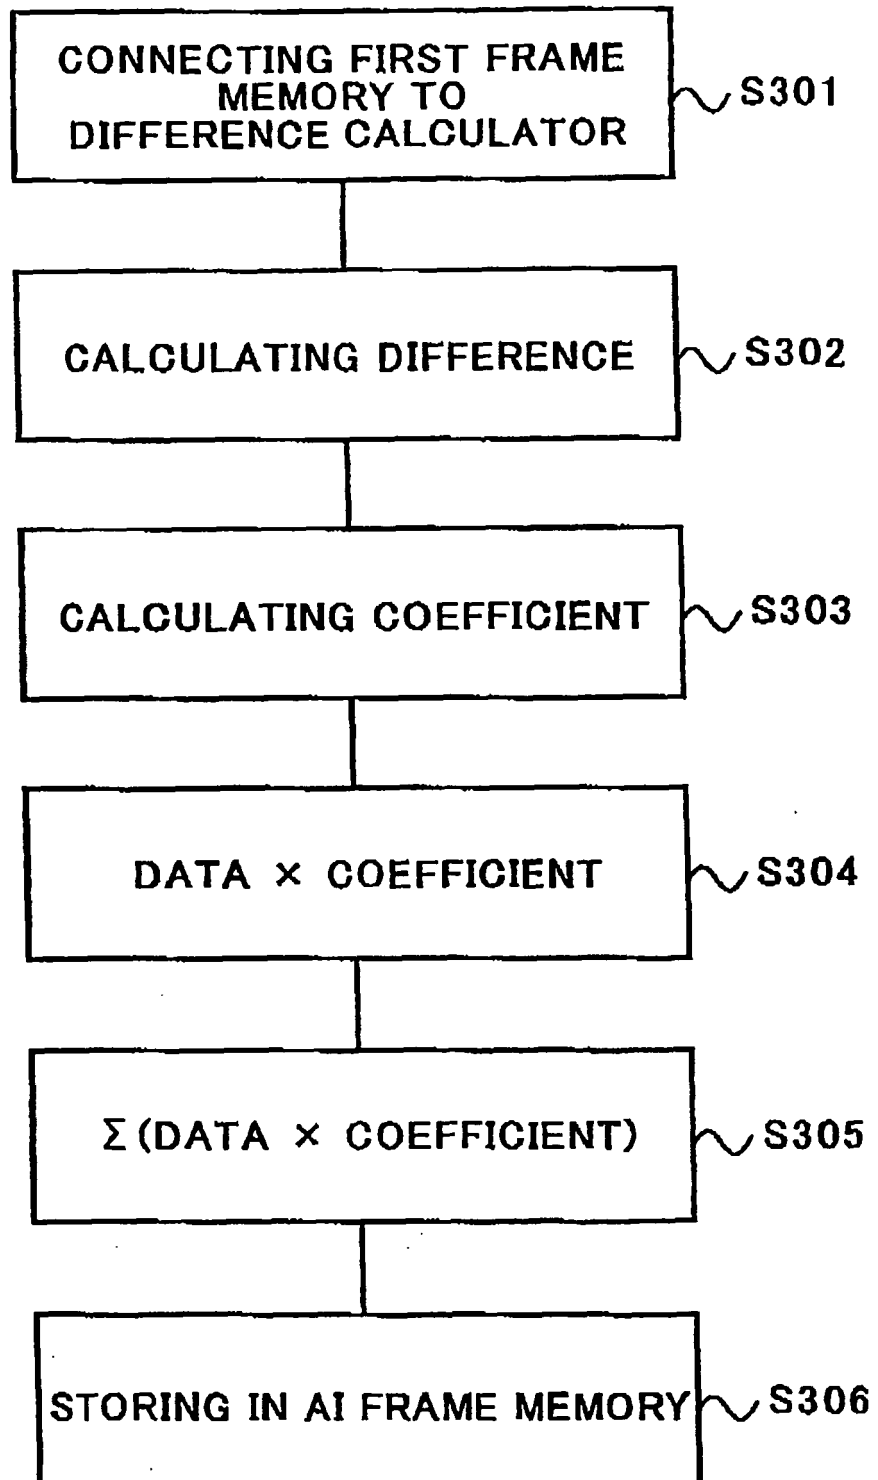 CONNECTING FIRST FRAME
MEMORY TO
DIFFERENCE CALCULATOR
S301
CALCULATING DIFFERENCE
S302
CALCULATING COEFFICIENT
S303
DATA × COEFFICIENT
S304
Σ(DATA × COEFFICIENT)
S305
STORING IN AI FRAME MEMORY
S306